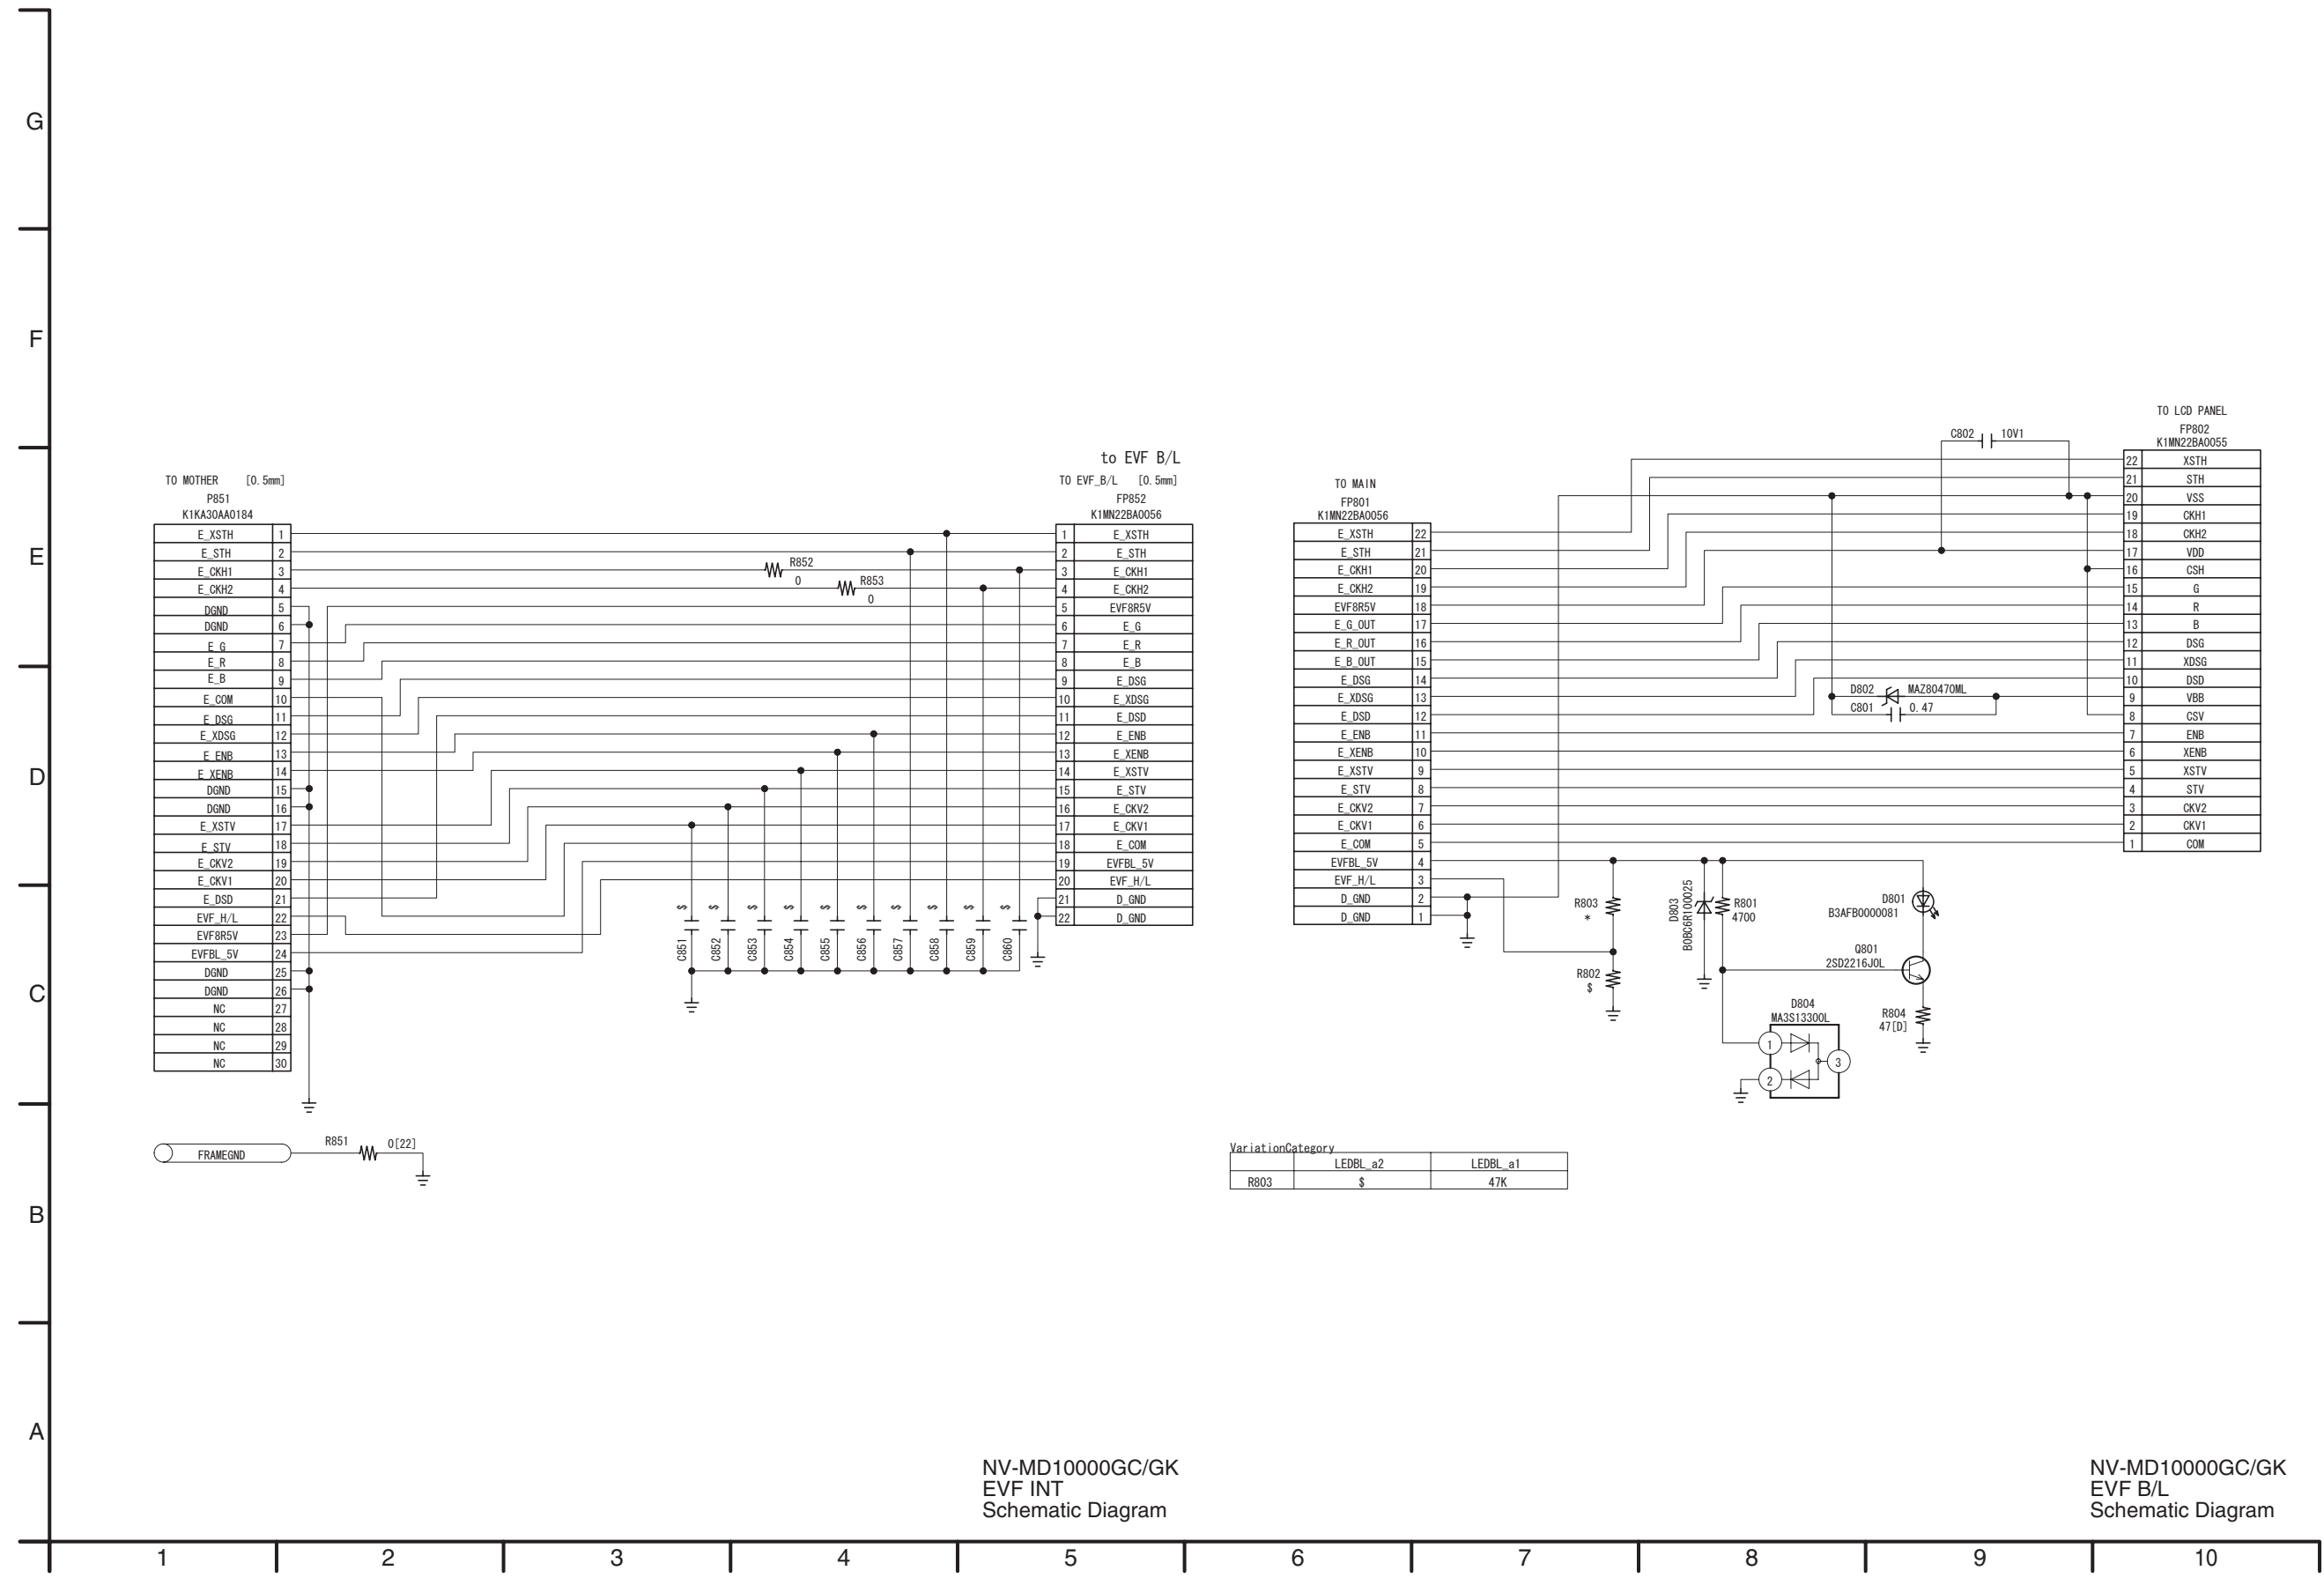 G
F
E
D
C
B
A
1
2
3
4
5
6
7
8
9
10
TO MOTHER [0.5mm]
P851
K1KA30AA0184
E_XSTH 1
E_STH 2
E_CKH1 3
E_CKH2 4
DGND 5
DGND 6
E_G 7
E_R 8
E_B 9
E_COM 10
E_DSG 11
E_XDSG 12
E_ENB 13
E_XENB 14
DGND 15
DGND 16
E_XSTV 17
E_STV 18
E_CKV2 19
E_CKV1 20
E_DSD 21
EVF_H/L 22
EVF8R5V 23
EVFBL_5V 24
DGND 25
DGND 26
NC 27
NC 28
NC 29
NC 30
FRAMEGND
R851
0[22]
R852
0
R853
0
$ $ $ $ $ $ $ $ $ $
C851
C852
C853
C854
C855
C856
C857
C858
C859
C860
to EVF B/L
TO EVF_B/L [0.5mm]
FP852
K1MN22BA0056
1 E_XSTH
2 E_STH
3 E_CKH1
4 E_CKH2
5 EVF8R5V
6 E_G
7 E_R
8 E_B
9 E_DSG
10 E_XDSG
11 E_DSD
12 E_ENB
13 E_XENB
14 E_XSTV
15 E_STV
16 E_CKV2
17 E_CKV1
18 E_COM
19 EVFBL_5V
20 EVF_H/L
21 D_GND
22 D_GND
TO MAIN
FP801
K1MN22BA0056
E_XSTH 22
E_STH 21
E_CKH1 20
E_CKH2 19
EVF8R5V 18
E_G_OUT 17
E_R_OUT 16
E_B_OUT 15
E_DSG 14
E_XDSG 13
E_DSD 12
E_ENB 11
E_XENB 10
E_XSTV 9
E_STV 8
E_CKV2 7
E_CKV1 6
E_COM 5
EVFBL_5V 4
EVF_H/L 3
D_GND 2
D_GND 1
C802 10V1
D802 MAZ80470ML
C801 0.47
R803
*
R802
$
D803
B0BC6R100025
R801
4700
D801
B3AFB0000081
Q801
2SD2216J0L
R804
47[D]
D804
MA3S13300L
1
2
3
TO LCD PANEL
FP802
K1MN22BA0055
22 XSTH
21 STH
20 VSS
19 CKH1
18 CKH2
17 VDD
16 CSH
15 G
14 R
13 B
12 DSG
11 XDSG
10 DSD
9 VBB
8 CSV
7 ENB
6 XENB
5 XSTV
4 STV
3 CKV2
2 CKV1
1 COM
VariationCategory
LEDBL_a2 LEDBL_a1
R803 $ 47K
NV-MD10000GC/GK
EVF INT
Schematic Diagram
NV-MD10000GC/GK
EVF B/L
Schematic Diagram